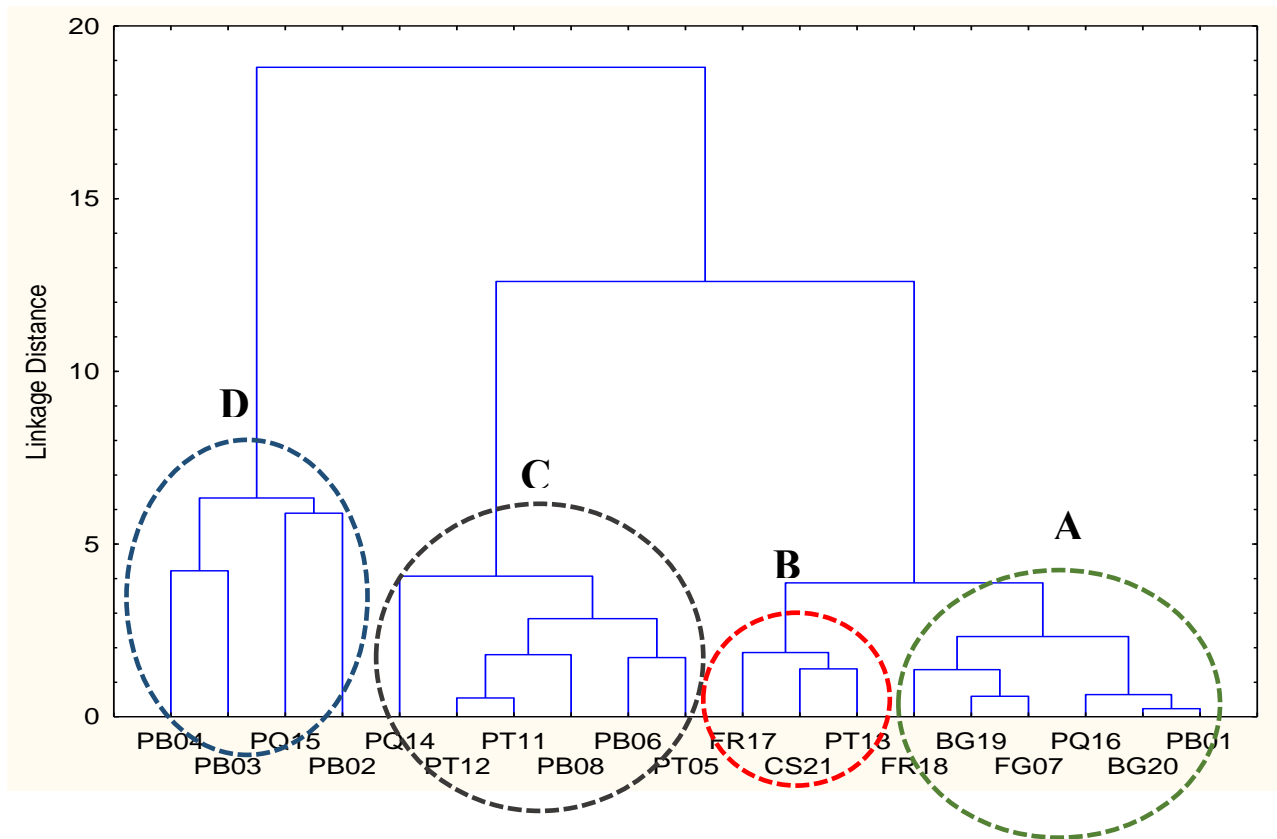 20
15
10
5
0
Linkage Distance
D
C
B
A
PB04 PQ15 PQ14 PT11 PB06 FR17 PT13 BG19 PQ16 PB01
PB03 PB02 PT12 PB08 PT05 CS21 FR18 FG07 BG20